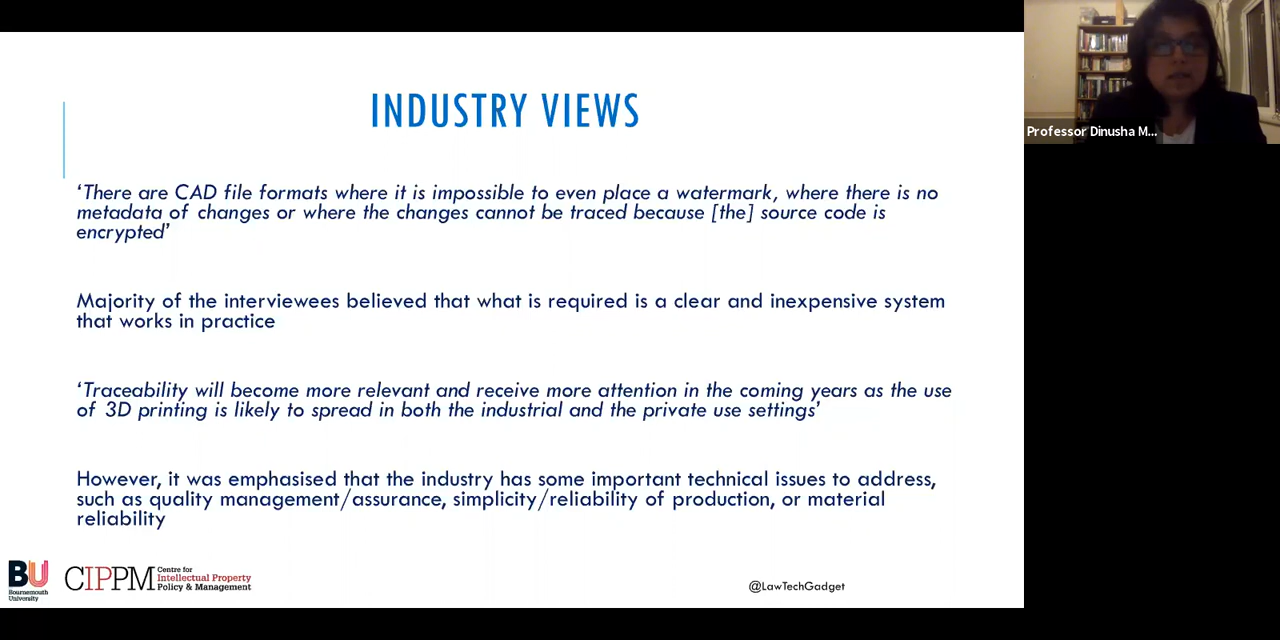 INDUSTRY VIEWS
Professor Dinusha M...
‘There are CAD file formats where it is impossible to even place a watermark, where there is no
metadata of changes or where the changes cannot be traced because [the] source code is
encrypted’
Majority of the interviewees believed that what is required is a clear and inexpensive system
that works in practice
‘Traceability will become more relevant and receive more attention in the coming years as the use
of 3D printing is likely to spread in both the industrial and the private use settings’
However, it was emphasised that the industry has some important technical issues to address,
such as quality management/assurance, simplicity/reliability of production, or material
reliability
BU
Bournemouth
University
CIPPM
Centre for
Intellectual Property
Policy & Management
@LawTechGadget